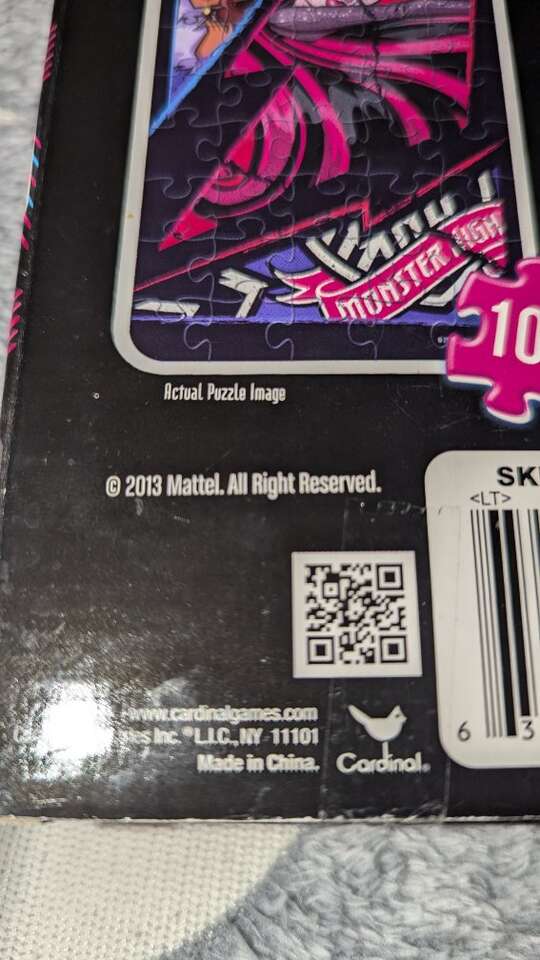 MONSTER HIGH
10
Actual Puzzle Image
© 2013 Mattel. All Right Reserved.
SK
<LT>
www.cardinalgames.com
Inc. ® L.I.C., NY 11101
Made in China.
Cardinal®
6 3